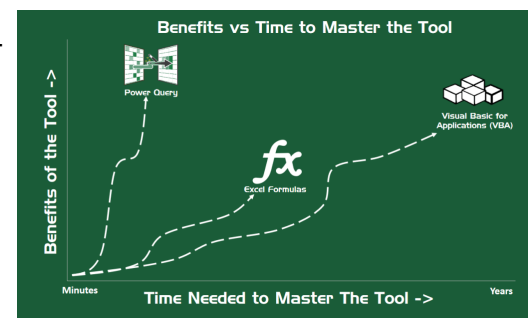 Benefits vs Time to Master the Tool
Benefits of the Tool ->
Power Query
fx
Excel Formulas
Visual Basic for
Applications (VBA)
Minutes
Time Needed to Master The Tool ->
Years